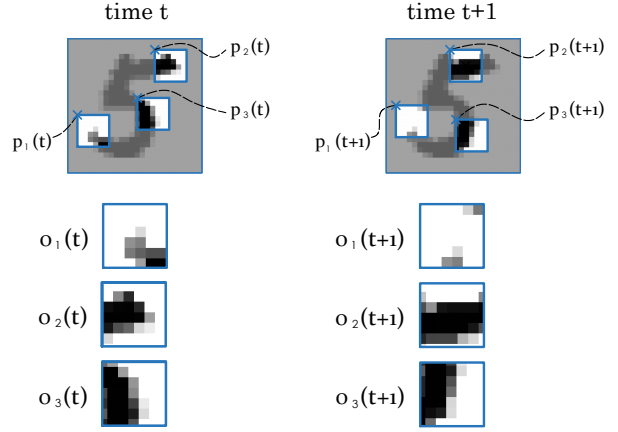 time t time t+1
p₂(t) p₂(t+1)
p₃(t) p₃(t+1)
p₁(t) p₁(t+1)
o₁(t) o₁(t+1)
o₂(t) o₂(t+1)
o₃(t) o₃(t+1)